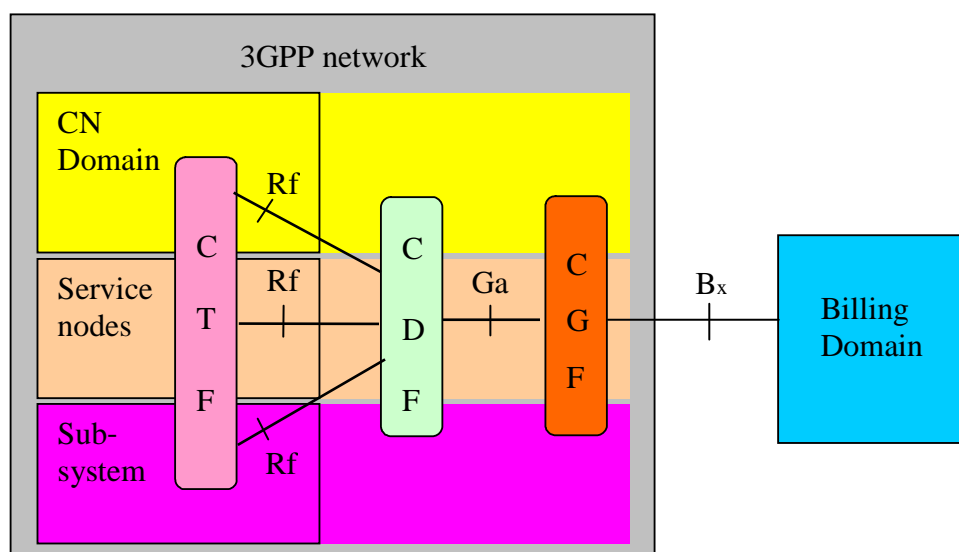 3GPP network
CN
Domain
Rf
C
T
F
Service
nodes
Rf
Sub-
system
Rf
C
D
F
Ga
C
G
F
Bx
Billing
Domain